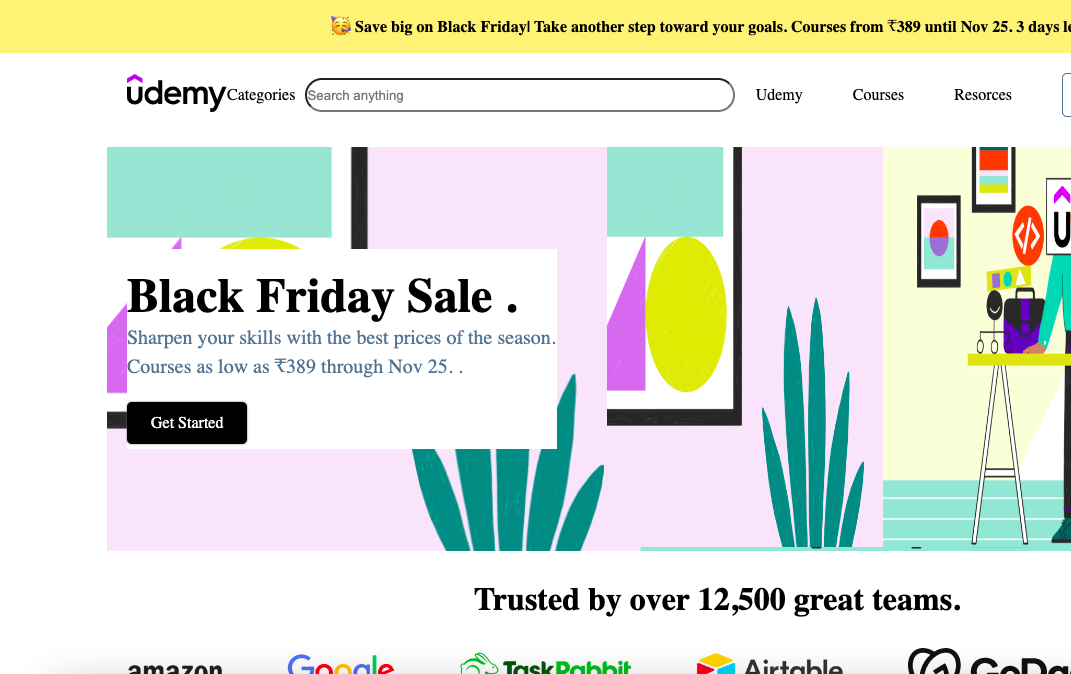 🥳 Save big on Black Friday| Take another step toward your goals. Courses from ₹389 until Nov 25. 3 days
ûdemy Categories Search anything Udemy Courses Resorces
Black Friday Sale .
Sharpen your skills with the best prices of the season.
Courses as low as ₹389 through Nov 25. .
Get Started
Trusted by over 12,500 great teams.
amazon Google TaskRabbit Airtable